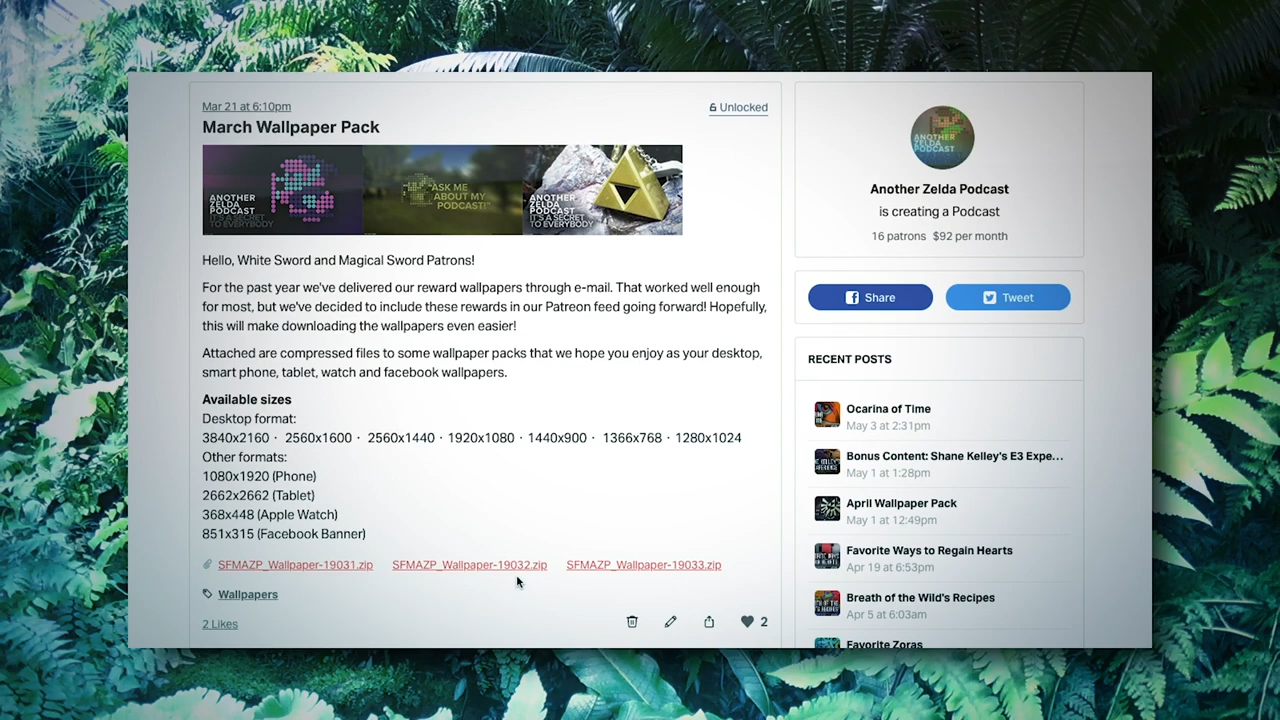 Mar 21 at 6:10pm
Unlocked
March Wallpaper Pack
ANOTHER
ZELDA
PODCAST
IT'S A SECRET
TO EVERYBODY
"ASK ME
ABOUT MY
PODCAST!"
ANOTHER
ZELDA
PODCAST
IT'S A SECRET
TO EVERYBODY
Hello, White Sword and Magical Sword Patrons!
For the past year we've delivered our reward wallpapers through e-mail. That worked well enough
for most, but we've decided to include these rewards in our Patreon feed going forward! Hopefully,
this will make downloading the wallpapers even easier!
Attached are compressed files to some wallpaper packs that we hope you enjoy as your desktop,
smart phone, tablet, watch and facebook wallpapers.
Available sizes
Desktop format:
3840x2160 · 2560x1600 · 2560x1440 · 1920x1080 · 1440x900 · 1366x768 · 1280x1024
Other formats:
1080x1920 (Phone)
2662x2662 (Tablet)
368x448 (Apple Watch)
851x315 (Facebook Banner)
SFMAZP_Wallpaper-19031.zip SFMAZP_Wallpaper-19032.zip SFMAZP_Wallpaper-19033.zip
Wallpapers
2 Likes
2
ANOTHER
ZELDA
PODCAST
Another Zelda Podcast
is creating a Podcast
16 patrons $92 per month
Share
Tweet
RECENT POSTS
Ocarina of Time
May 3 at 2:31pm
Bonus Content: Shane Kelley's E3 Expe...
May 1 at 1:28pm
April Wallpaper Pack
May 1 at 12:49pm
Favorite Ways to Regain Hearts
Apr 19 at 6:53pm
Breath of the Wild's Recipes
Apr 5 at 6:03am
Favorite Zoras